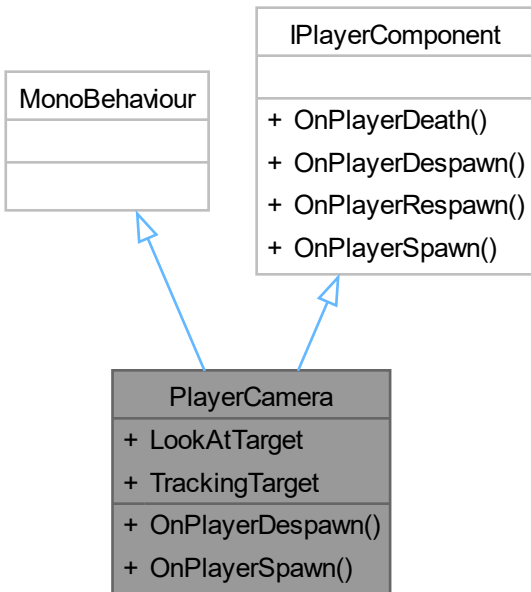 IPlayerComponent
+ OnPlayerDeath()
+ OnPlayerDespawn()
+ OnPlayerRespawn()
+ OnPlayerSpawn()
MonoBehaviour
PlayerCamera
+ LookAtTarget
+ TrackingTarget
+ OnPlayerDespawn()
+ OnPlayerSpawn()